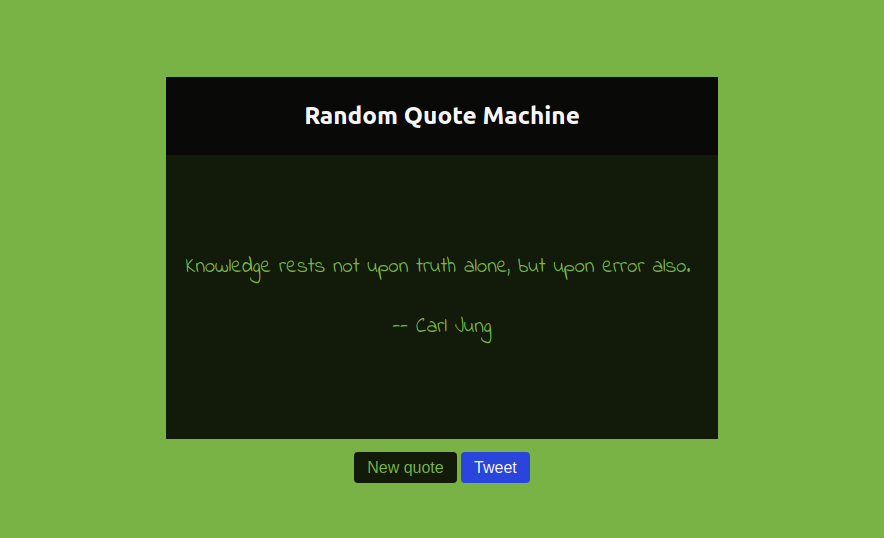 Random Quote Machine
Knowledge rests not upon truth alone, but upon error also.
-- Carl Jung
New quote Tweet